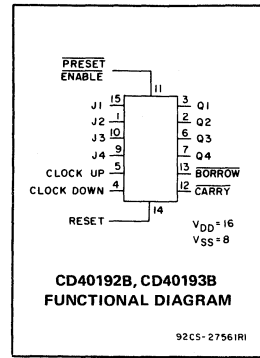 PRESET
ENABLE
11
J1 15 3 Q1
J2 1 2 Q2
J3 10 6 Q3
J4 9 7 Q4
CLOCK UP 5 13 BORROW
CLOCK DOWN 4 12 CARRY
RESET 14
VDD = 16
VSS = 8
CD40192B, CD40193B
FUNCTIONAL DIAGRAM
92CS-27561R1